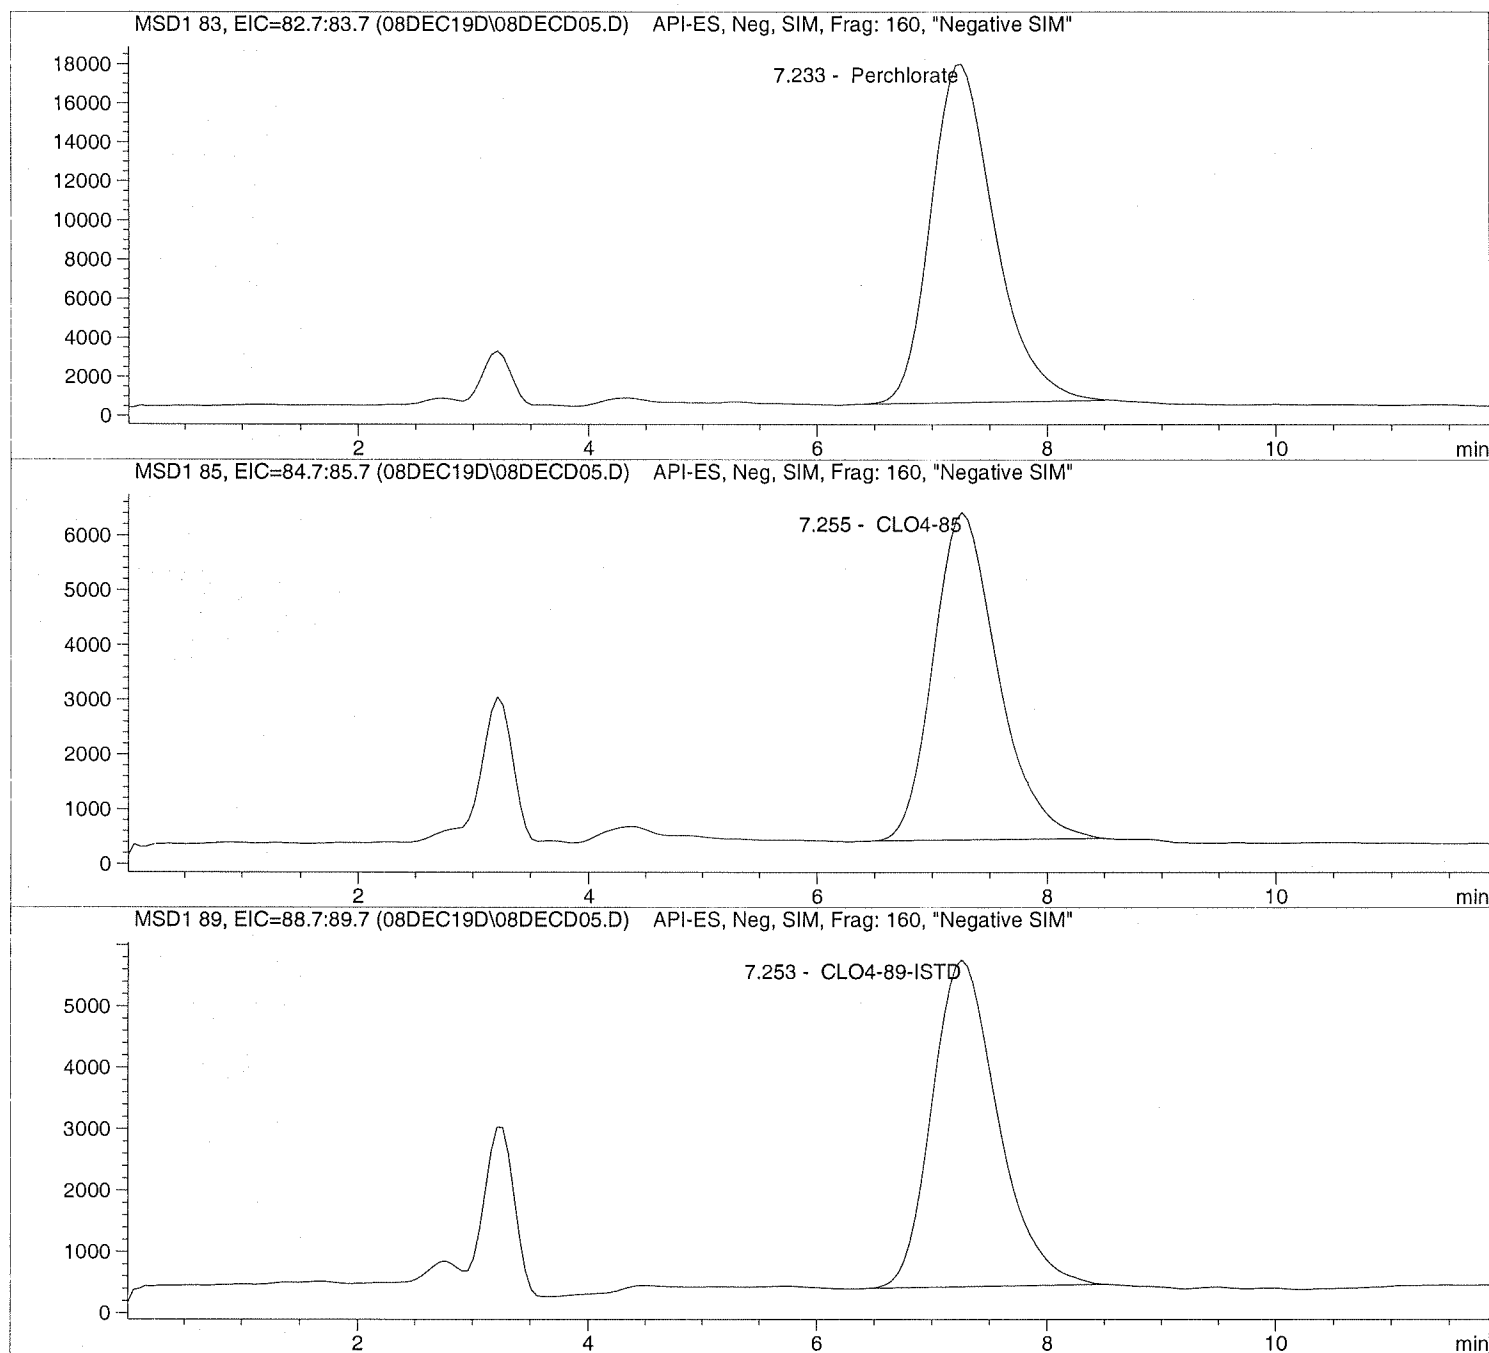 MSD1 83, EIC=82.7:83.7 (08DEC19D\08DECD05.D) API-ES, Neg, SIM, Frag: 160, "Negative SIM"
18000
7.233 - Perchlorate
16000
14000
12000
10000
8000
6000
4000
2000
0
2 4 6 8 10 min
MSD1 85, EIC=84.7:85.7 (08DEC19D\08DECD05.D) API-ES, Neg, SIM, Frag: 160, "Negative SIM"
7.255 - CLO4-85
6000
5000
4000
3000
2000
1000
0
2 4 6 8 10 min
MSD1 89, EIC=88.7:89.7 (08DEC19D\08DECD05.D) API-ES, Neg, SIM, Frag: 160, "Negative SIM"
7.253 - CLO4-89-ISTD
5000
4000
3000
2000
1000
0
2 4 6 8 10 min